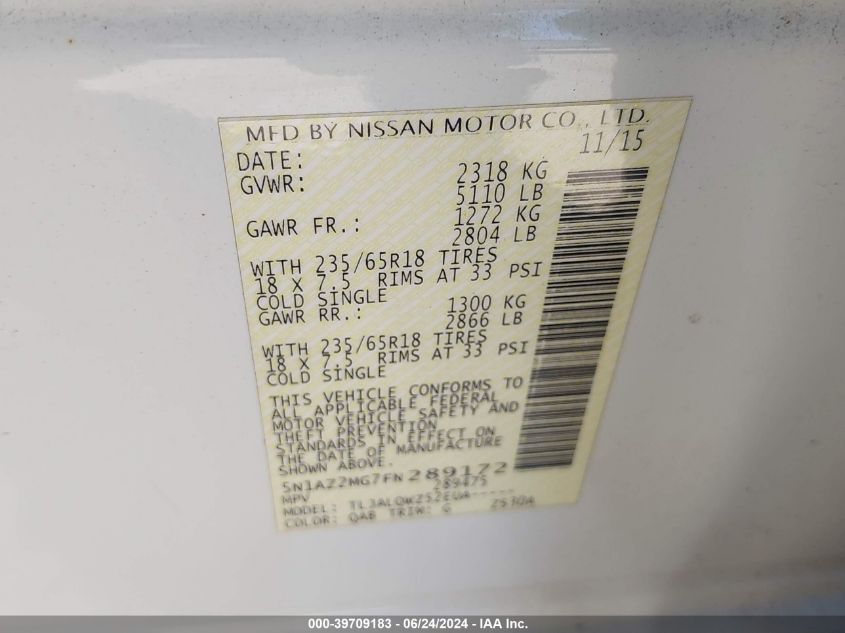 MFD BY NISSAN MOTOR CO., LTD.
DATE: 11/15
GVWR: 2318 KG
5110 LB
GAWR FR.: 1272 KG
2804 LB
WITH 235/65R18 TIRES
18 X 7.5 RIMS AT 33 PSI
COLD SINGLE
GAWR RR.: 1300 KG
2866 LB
WITH 235/65R18 TIRES
18 X 7.5 RIMS AT 33 PSI
COLD SINGLE
THIS VEHICLE CONFORMS TO
ALL APPLICABLE FEDERAL
MOTOR VEHICLE SAFETY AND
THEFT PREVENTION
STANDARDS IN EFFECT ON
THE DATE OF MANUFACTURE
SHOWN ABOVE.
5N1AZ2MG7FN289172
MPV
MODEL:
COLOR: QAB TRIM: G
000-39709183 - 06/24/2024 - IAA Inc.